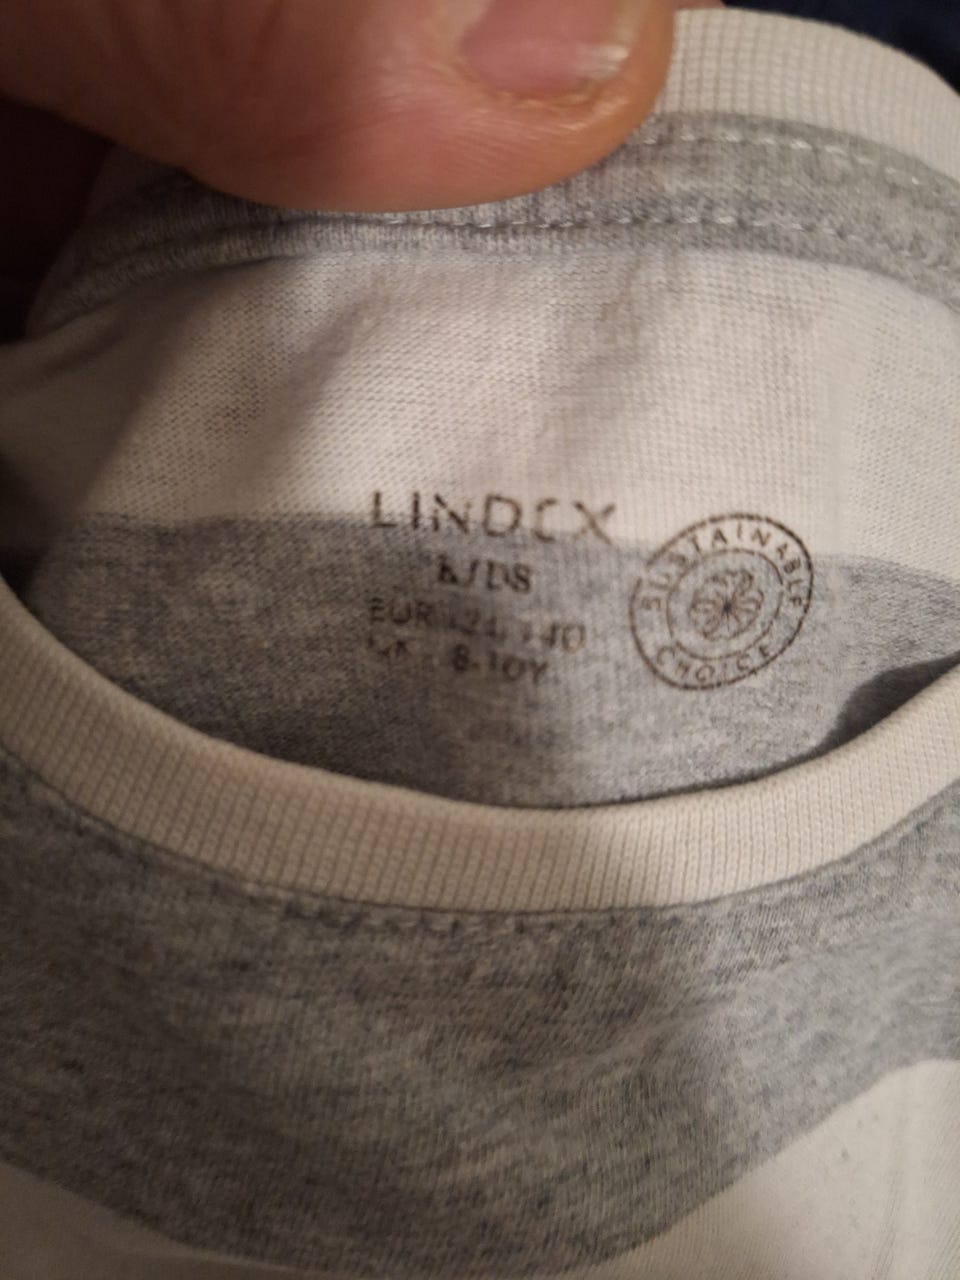 LINDEX
KIDS
EUR 134/140
UK 8-10Y
SUSTAINABLE CHOICE